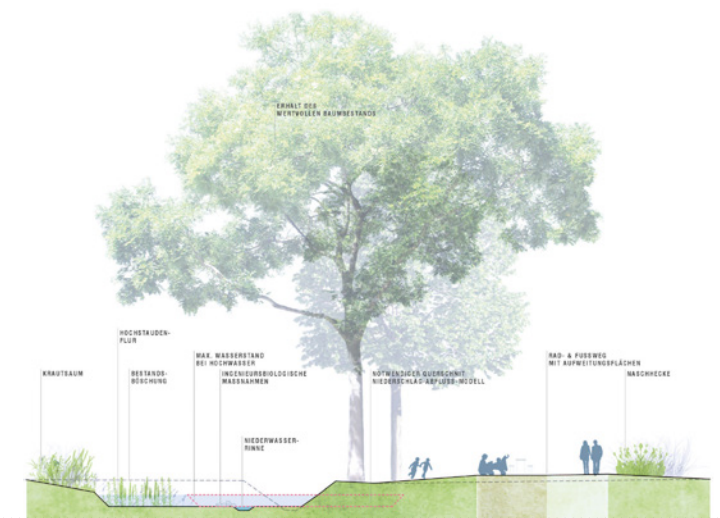 ERHALT DES
WERTVOLLEN BAUMBESTANDS
HOCHSTAUDEN-
FLUR
MAX. WASSERSTAND
BEI HOCHWASSER
RAD- & FUSSWEG
MIT AUFWEITUNGSFLÄCHEN
KRAUTSAUM
BESTANDS-
BÖSCHUNG
INGENIEURSBIOLOGISCHE
MASSNAHMEN
NOTWENDIGER QUERSCHNITT
NIEDERSCHLAG-ABFLUSS-MODELL
NASCHHECKE
NIEDERWASSER-
RINNE